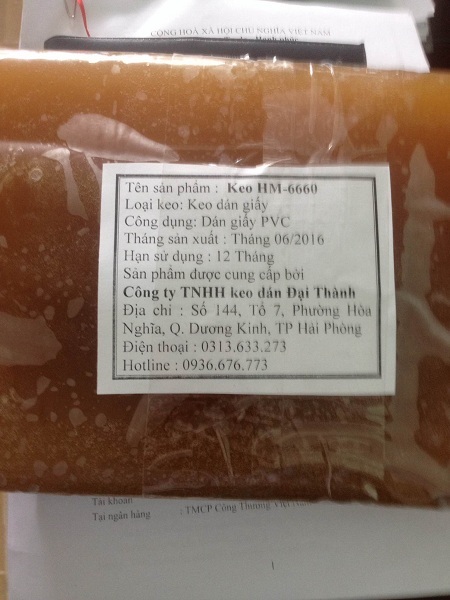 CỘNG HOÀ XÃ HỘI CHỦ NGHĨA VIỆT NAM
Tên sản phẩm : Keo HM-6660
Loại keo: Keo dán giấy
Công dụng: Dán giấy PVC
Tháng sản xuất : Tháng 06/2016
Hạn sử dụng : 12 Tháng
Sản phẩm được cung cấp bởi
Công ty TNHH keo dán Đại Thành
Địa chỉ : Số 144, Tổ 7, Phường Hòa
Nghĩa, Q. Dương Kinh, TP Hải Phòng
Điện thoại : 0313.633.273
Hotline : 0936.676.773
Tài khoản
Tại ngân hàng : TMCP Công Thương Việt